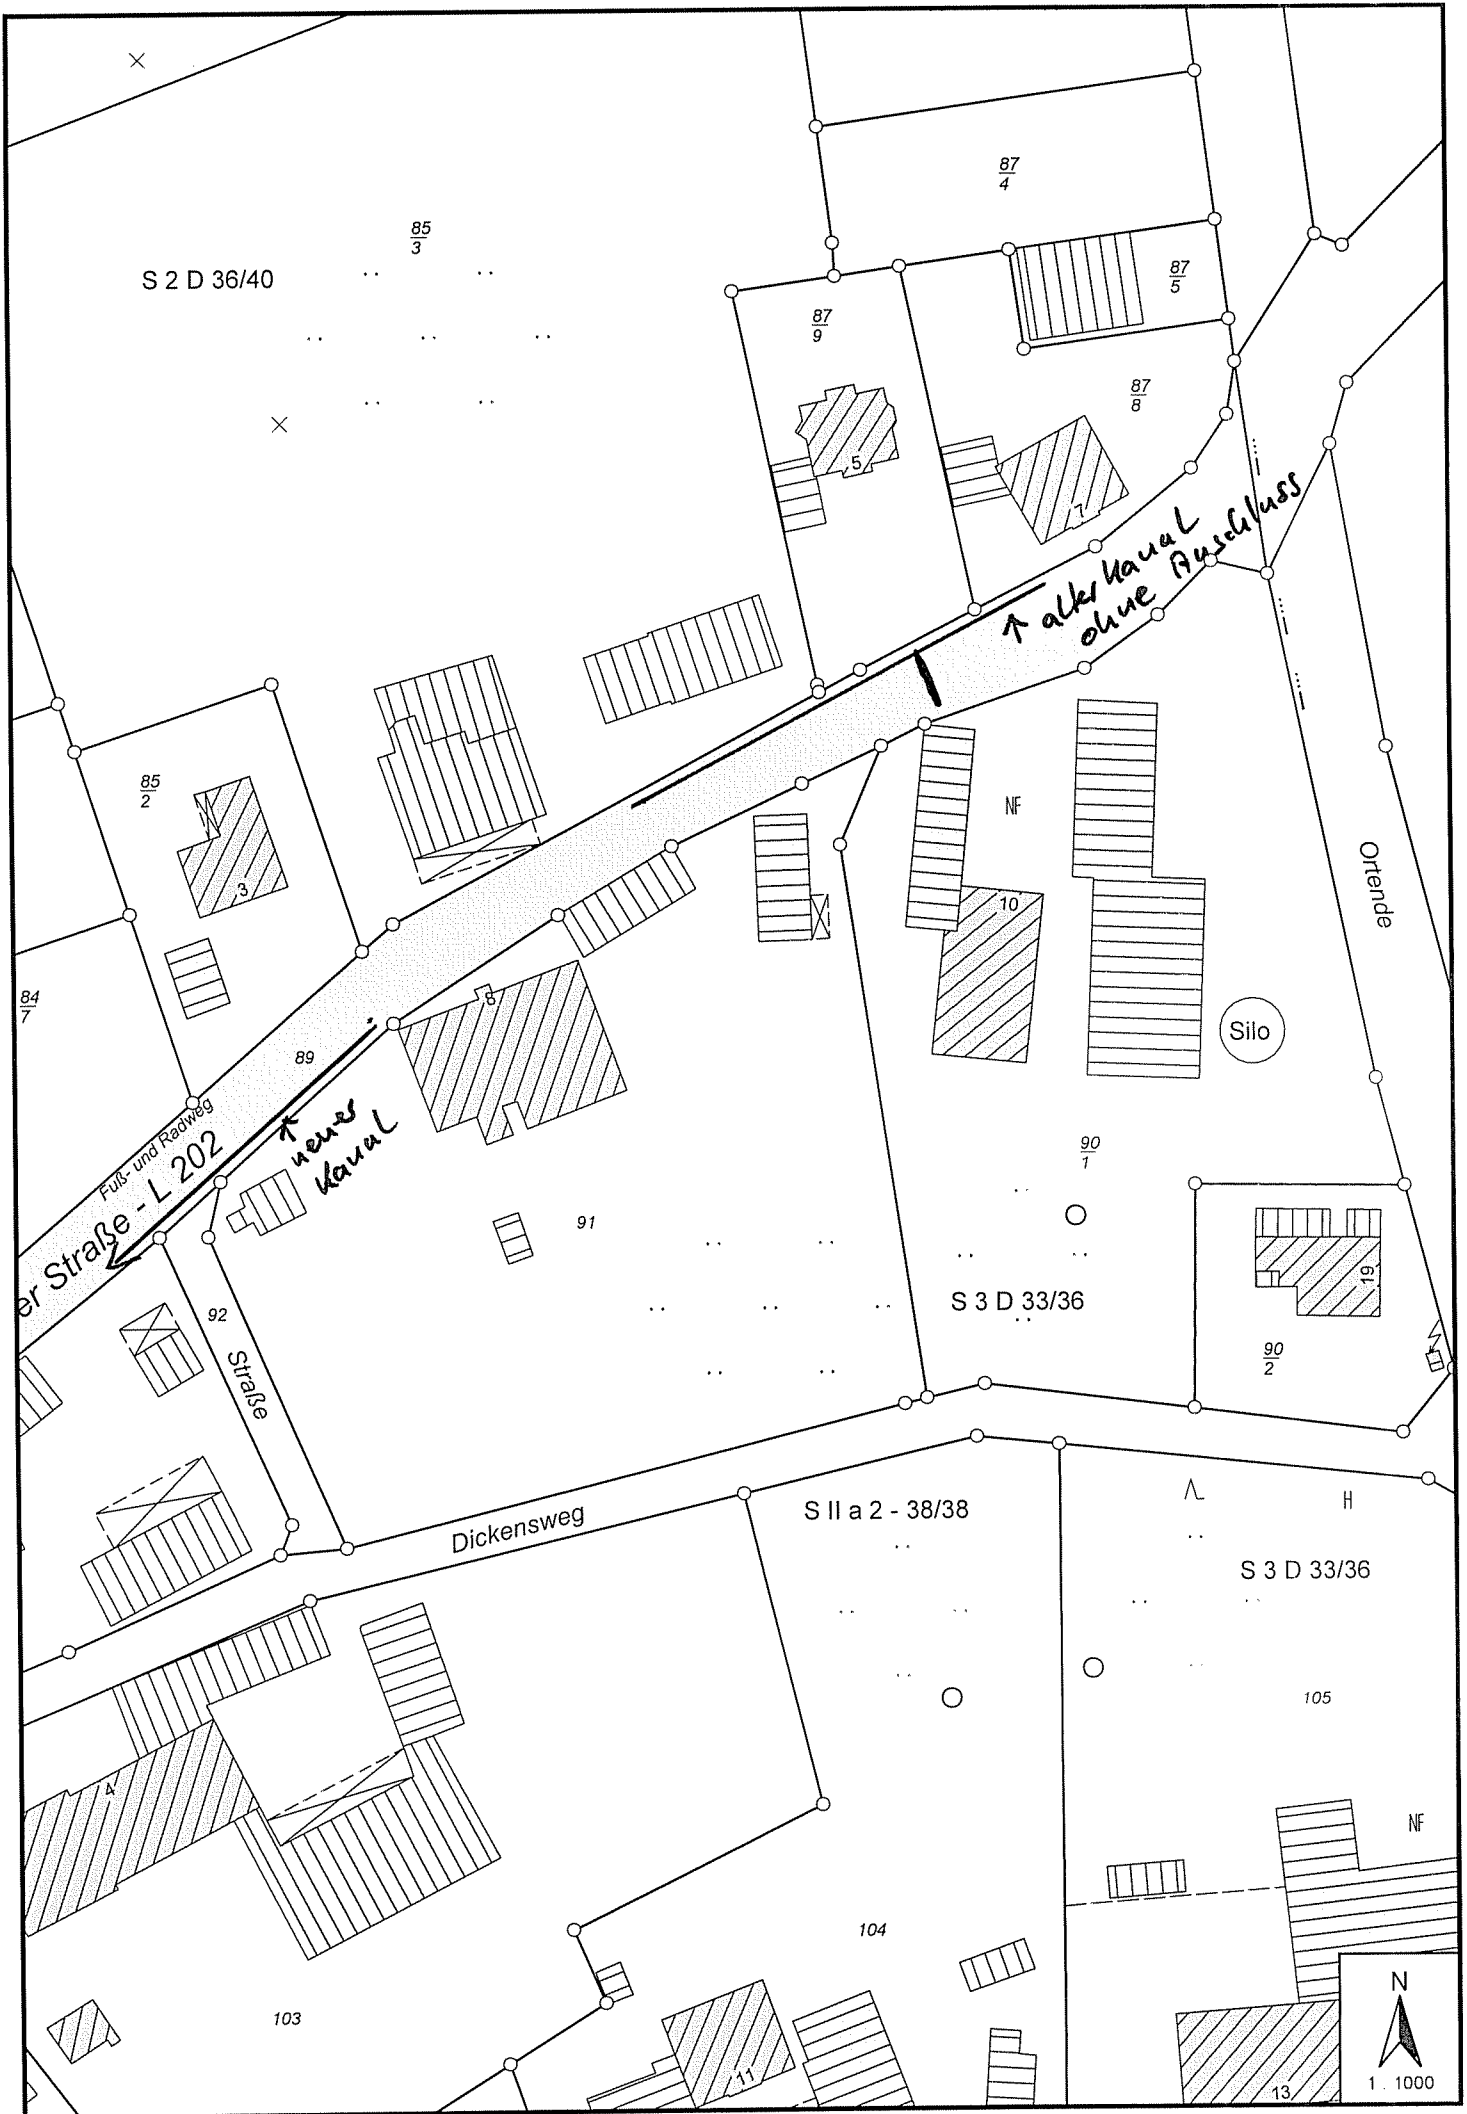 87
4
85
3
S 2 D 36/40
87
5
87
9
87
8
5
7
alter Kanal
ohne Anschluss
85
2
3
NF
10
Ortende
84
7
8
Silo
89
Fuß- und Radweg
neuer
Kanal
er Straße - L 202
90
1
91
92
Straße
S 3 D 33/36
19
90
2
Dickensweg
S II a 2 - 38/38
H
S 3 D 33/36
105
4
NF
104
103
11
13
N
1 : 1000